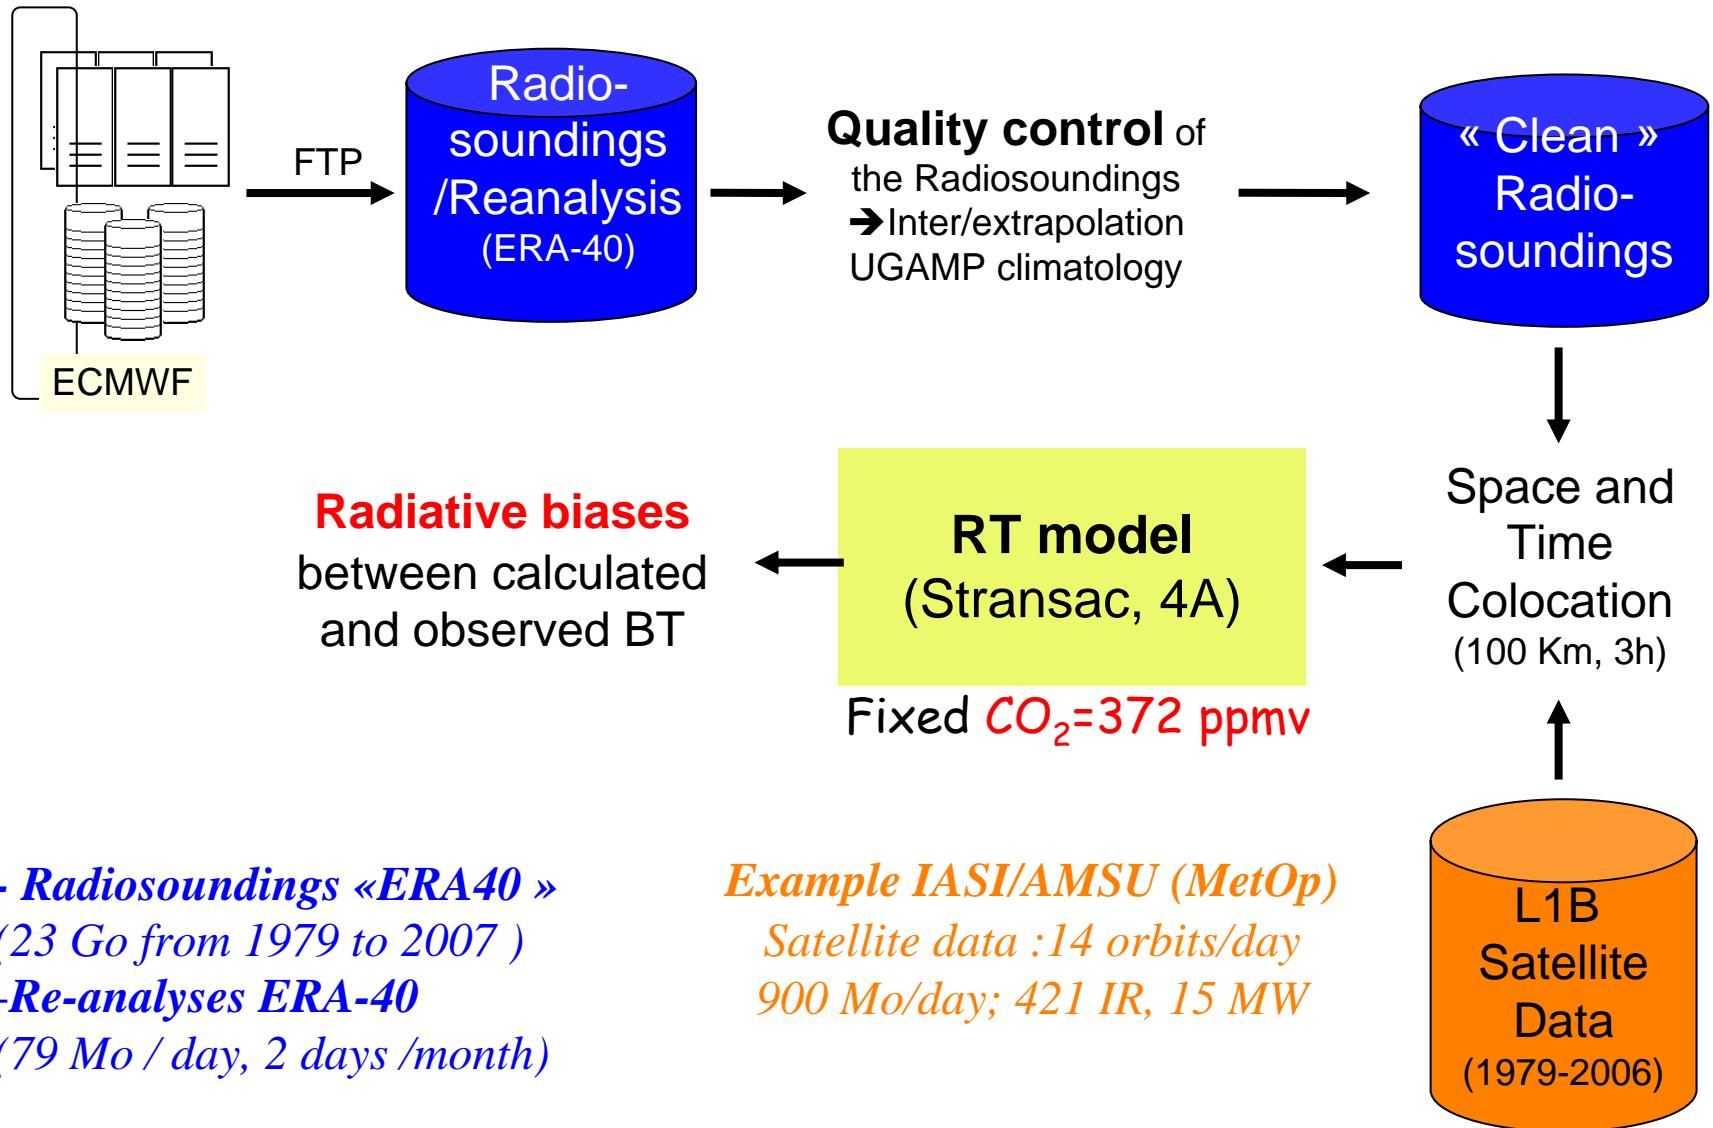 ECMWF
FTP
Radio-
soundings
/Reanalysis
(ERA-40)
Quality control of
the Radiosoundings
➔Inter/extrapolation
UGAMP climatology
« Clean »
Radio-
soundings
Space and
Time
Colocation
(100 Km, 3h)
RT model
(Stransac, 4A)
Fixed CO₂=372 ppmv
Radiative biases
between calculated
and observed BT
- Radiosoundings «ERA40 »
(23 Go from 1979 to 2007 )
-Re-analyses ERA-40
(79 Mo / day, 2 days /month)
Example IASI/AMSU (MetOp)
Satellite data :14 orbits/day
900 Mo/day; 421 IR, 15 MW
L1B
Satellite
Data
(1979-2006)